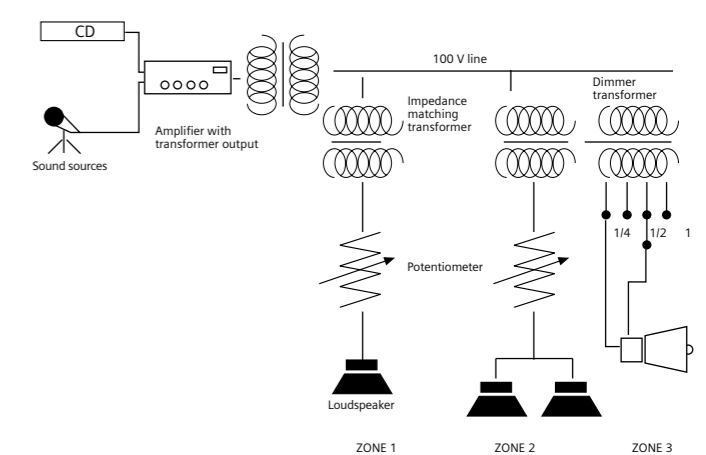 CD
100 V line
Dimmer
transformer
Impedance
matching
transformer
Amplifier with
transformer output
Sound sources
1/4 1/2 1
Potentiometer
Loudspeaker
ZONE 1 ZONE 2 ZONE 3